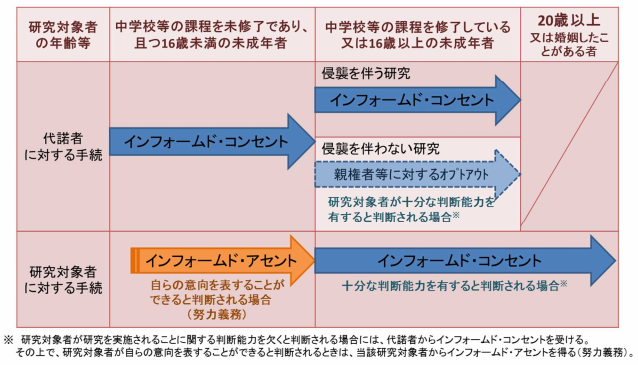 研究対象者
の年齢等
中学校等の課程を未修了であり、
且つ16歳未満の未成年者
中学校等の課程を修了している
又は16歳以上の未成年者
20歳以上
又は婚姻したこ
とがある者
代諾者
に対する手続
インフォームド・コンセント
侵襲を伴う研究
インフォームド・コンセント
侵襲を伴わない研究
親権者等に対するオプトアウト
研究対象者が十分な判断能力を
有すると判断される場合※
研究対象者
に対する手続
インフォームド・アセント
自らの意向を表することが
できると判断される場合
（努力義務）
インフォームド・コンセント
十分な判断能力を有すると判断される場合※
※ 研究対象者が研究を実施されることに関する判断能力を欠くと判断される場合には、代諾者からインフォームド・コンセントを受ける。
その上で、研究対象者が自らの意向を表することができると判断されるときは、当該研究対象者からインフォームド・アセントを得る（努力義務）。